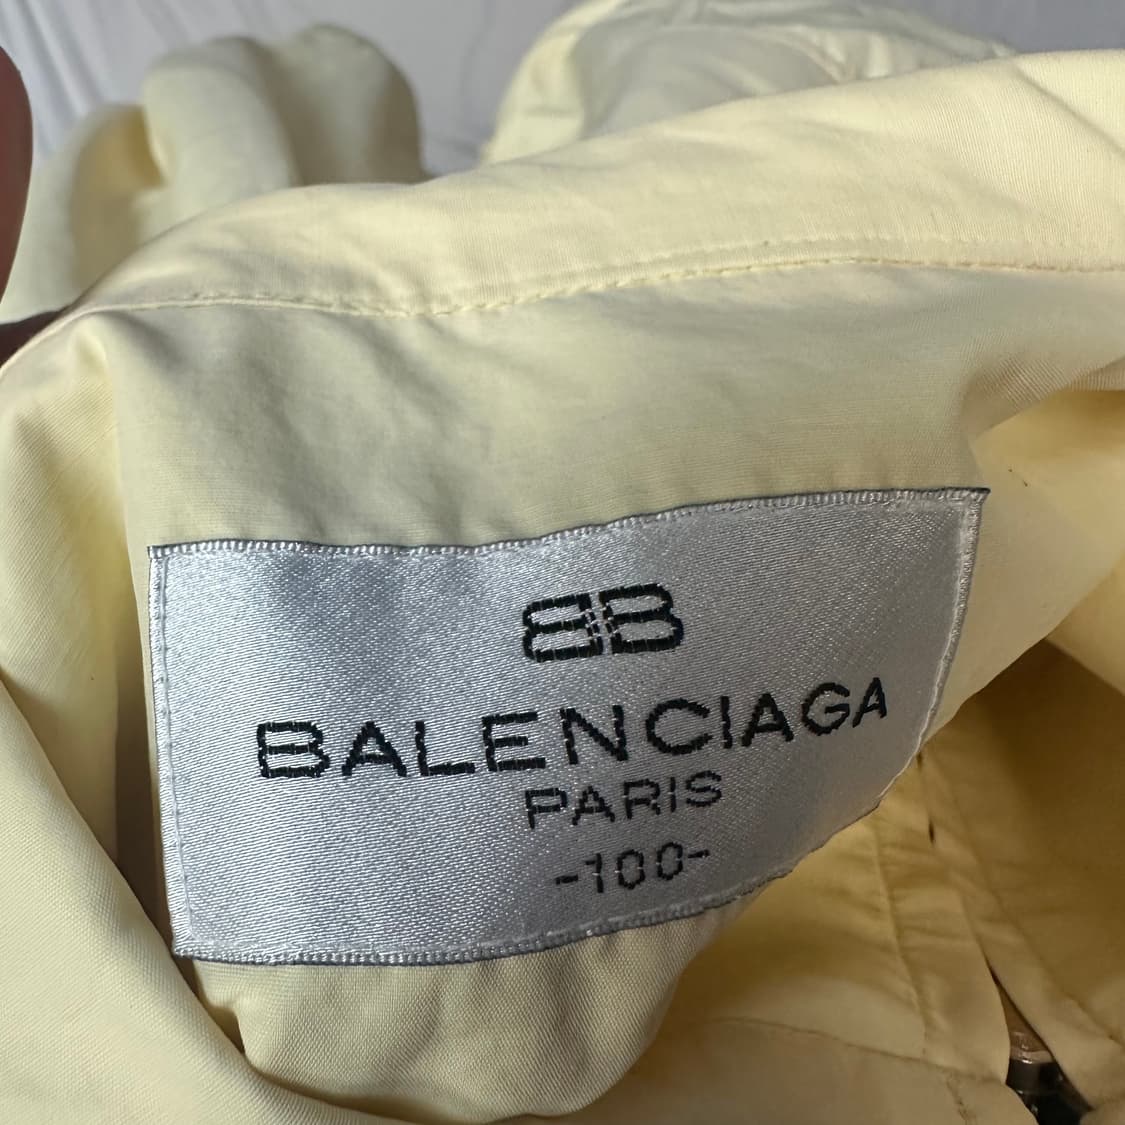 BB
BALENCIAGA
PARIS
-100-